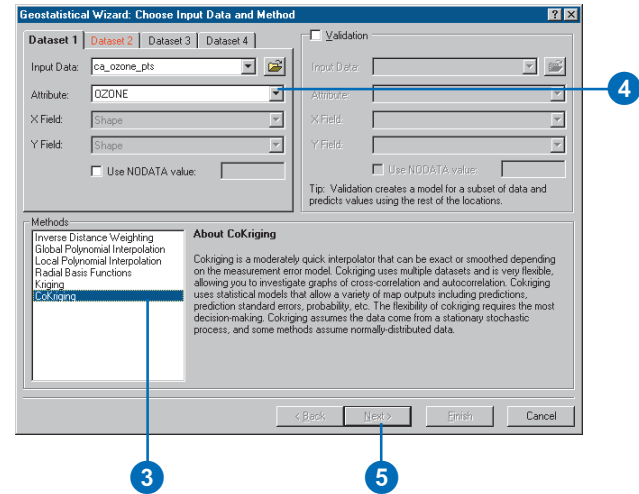 Geostatistical Wizard: Choose Input Data and Method
Dataset 1 Dataset 2 Dataset 3 Dataset 4
Input Data: ca_ozone_pts
Attribute: OZONE
X Field: Shape
Y Field: Shape
Use NODATA value:
Validation
Input Data:
Attribute:
X Field:
Y Field:
Use NODATA value:
Tip: Validation creates a model for a subset of data and
predicts values using the rest of the locations.
4
Methods
Inverse Distance Weighting
Global Polynomial Interpolation
Local Polynomial Interpolation
Radial Basis Functions
Kriging
CoKriging
About CoKriging
Cokriging is a moderately quick interpolator that can be exact or smoothed depending
on the measurement error model. Cokriging uses multiple datasets and is very flexible,
allowing you to investigate graphs of cross-correlation and autocorrelation. Cokriging
uses statistical models that allow a variety of map outputs including predictions,
prediction standard errors, probability, etc. The flexibility of cokriging requires the most
decision-making. Cokriging assumes the data come from a stationary stochastic
process, and some methods assume normally-distributed data.
< Back Next > Finish Cancel
3 5